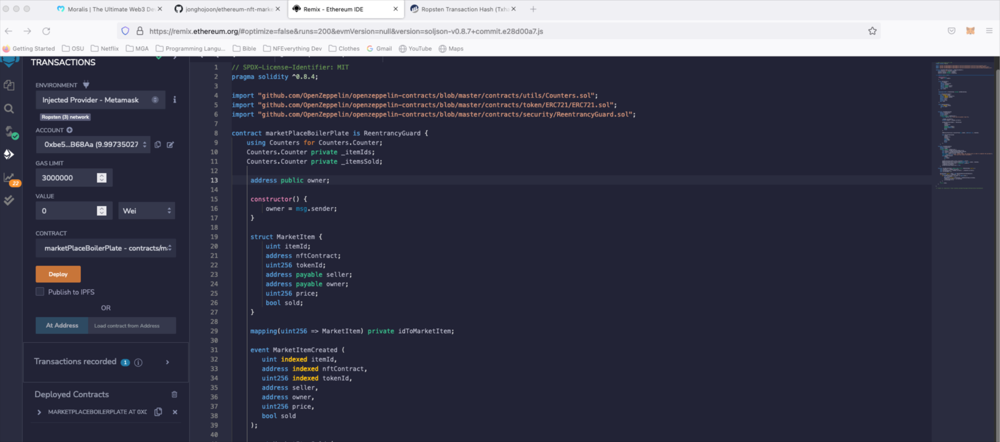 Moralis | The Ultimate Web3 De
jonghojoon/ethereum-nft-marke
Remix - Ethereum IDE
Ropsten Transaction Hash (Txha
https://remix.ethereum.org/#optimize=false&runs=200&evmVersion=null&version=soljson-v0.8.7+commit.e28d00a7.js
Getting Started OSU Netflix MGA Programming Langu... Bible NFEverything Dev Clothes Gmail YouTube Maps
TRANSACTIONS
ENVIRONMENT
Injected Provider - Metamask
Ropsten (3) network
ACCOUNT
0xbe5...B68Aa (9.99735027
GAS LIMIT
3000000
22
VALUE
0 Wei
CONTRACT
marketPlaceBoilerPlate - contracts/m
Deploy
Publish to IPFS
OR
At Address Load contract from Address
Transactions recorded 1
Deployed Contracts
MARKETPLACEBOILERPLATE AT 0X
1 // SPDX-License-Identifier: MIT
2 pragma solidity ^0.8.4;
3
4 import "github.com/OpenZeppelin/openzeppelin-contracts/blob/master/contracts/utils/Counters.sol";
5 import "github.com/OpenZeppelin/openzeppelin-contracts/blob/master/contracts/token/ERC721/ERC721.sol";
6 import "github.com/OpenZeppelin/openzeppelin-contracts/blob/master/contracts/security/ReentrancyGuard.sol";
7
8 contract marketPlaceBoilerPlate is ReentrancyGuard {
9 using Counters for Counters.Counter;
10 Counters.Counter private _itemIds;
11 Counters.Counter private _itemsSold;
12
13 address public owner;
14
15 constructor() {
16 owner = msg.sender;
17 }
18
19 struct MarketItem {
20 uint itemId;
21 address nftContract;
22 uint256 tokenId;
23 address payable seller;
24 address payable owner;
25 uint256 price;
26 bool sold;
27 }
28
29 mapping(uint256 => MarketItem) private idToMarketItem;
30
31 event MarketItemCreated (
32 uint indexed itemId,
33 address indexed nftContract,
34 uint256 indexed tokenId,
35 address seller,
36 address owner,
37 uint256 price,
38 bool sold
39 );
40